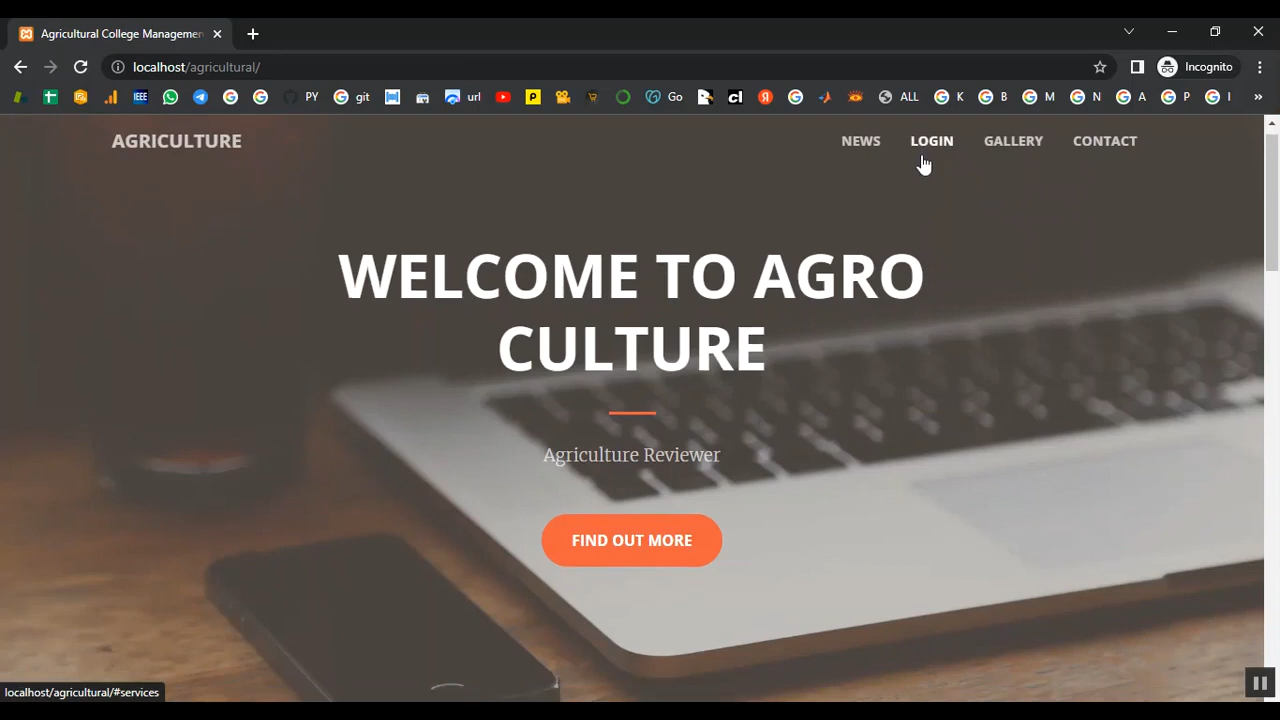 Agricultural College Managemen
localhost/agricultural/
Incognito
IEEE
PY
git
url
Go
ALL
K
B
M
N
A
P
I
AGRICULTURE
NEWS
LOGIN
GALLERY
CONTACT
WELCOME TO AGRO
CULTURE
Agriculture Reviewer
FIND OUT MORE
localhost/agricultural/#services